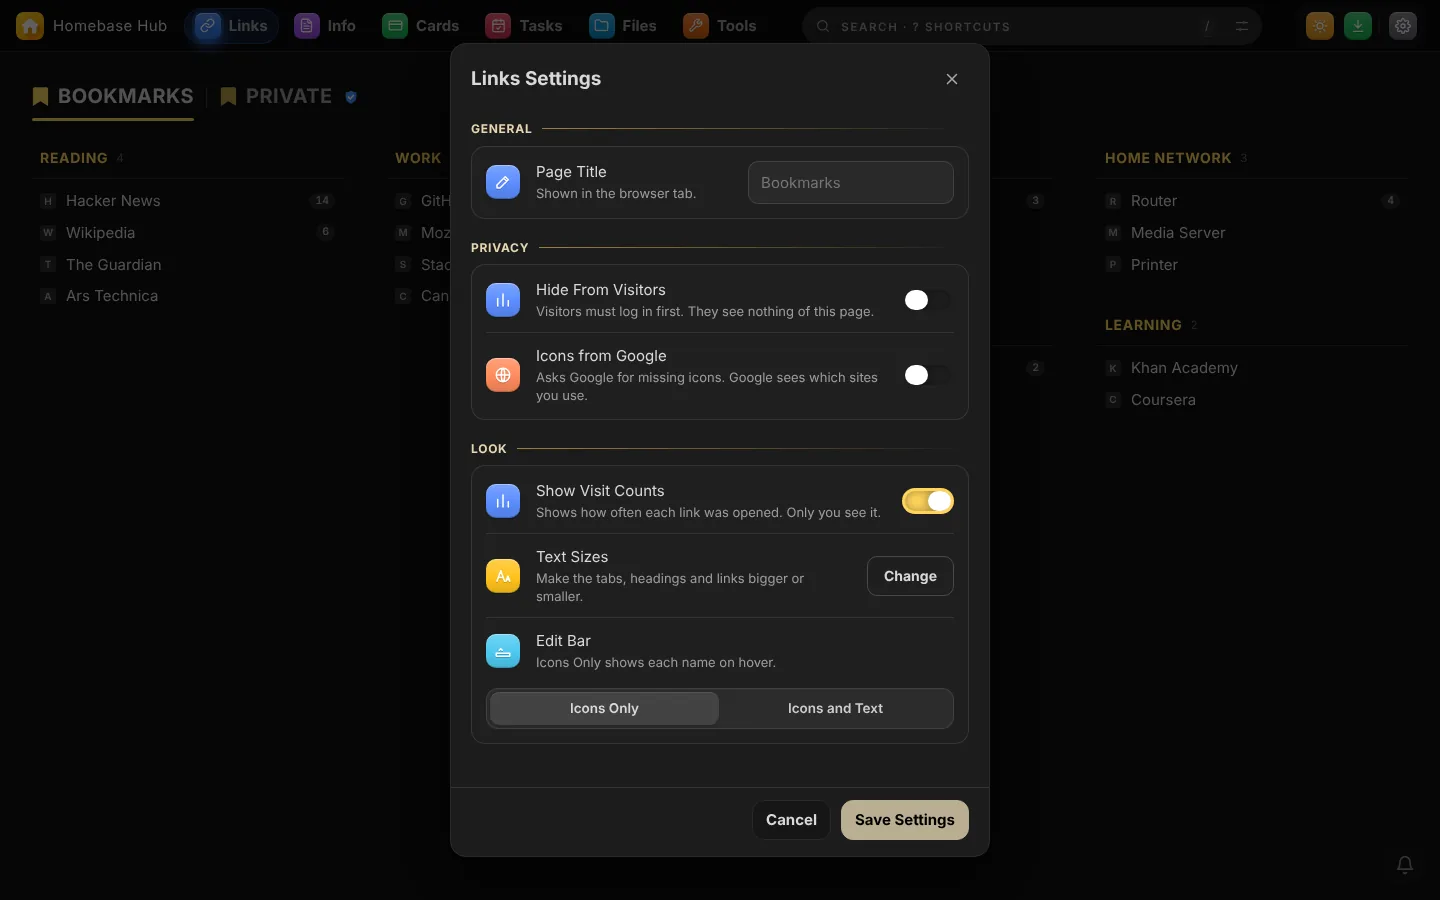 Homebase Hub
Links
Info
Cards
Tasks
Files
Tools
SEARCH · ? SHORTCUTS
/
BOOKMARKS
PRIVATE
READING 4
H Hacker News 14
W Wikipedia 6
T The Guardian
A Ars Technica
WORK
G GitH
M Moz
S Stac
C Can
3
2
HOME NETWORK 3
R Router 4
M Media Server
P Printer
LEARNING 2
K Khan Academy
C Coursera
Links Settings
GENERAL
Page Title
Shown in the browser tab.
Bookmarks
PRIVACY
Hide From Visitors
Visitors must log in first. They see nothing of this page.
Icons from Google
Asks Google for missing icons. Google sees which sites
you use.
LOOK
Show Visit Counts
Shows how often each link was opened. Only you see it.
Text Sizes
Make the tabs, headings and links bigger or
smaller.
Change
Edit Bar
Icons Only shows each name on hover.
Icons Only
Icons and Text
Cancel
Save Settings